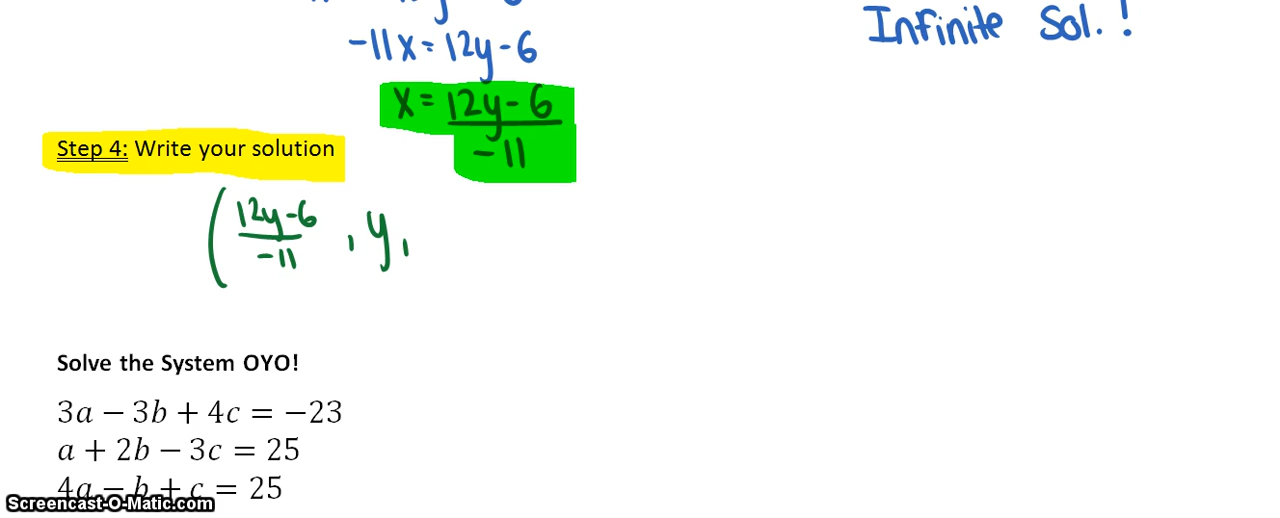 -11x = 12y - 6
Infinite Sol. !
x = 12y - 6
-11
Step 4: Write your solution
( 12y - 6 , y ,
-11
Solve the System OYO!
3a − 3b + 4c = −23
a + 2b − 3c = 25
4a − b + c = 25
Screencast-O-Matic.com